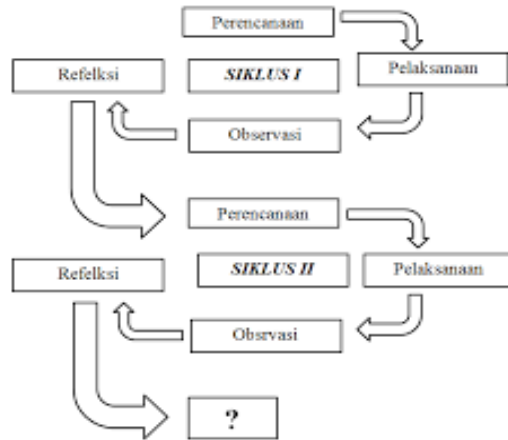 Perencanaan
Refelksi
SIKLUS I
Pelaksanaan
Observasi
Perencanaan
Refelksi
SIKLUS II
Pelaksanaan
Obsrvasi
?